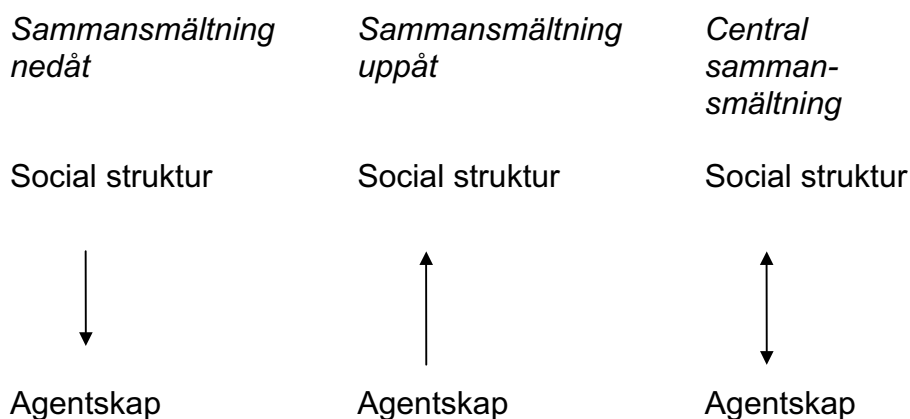 Sammansmältning
nedåt
Sammansmältning
uppåt
Central
samman-
smältning
Social struktur
Social struktur
Social struktur
Agentskap
Agentskap
Agentskap